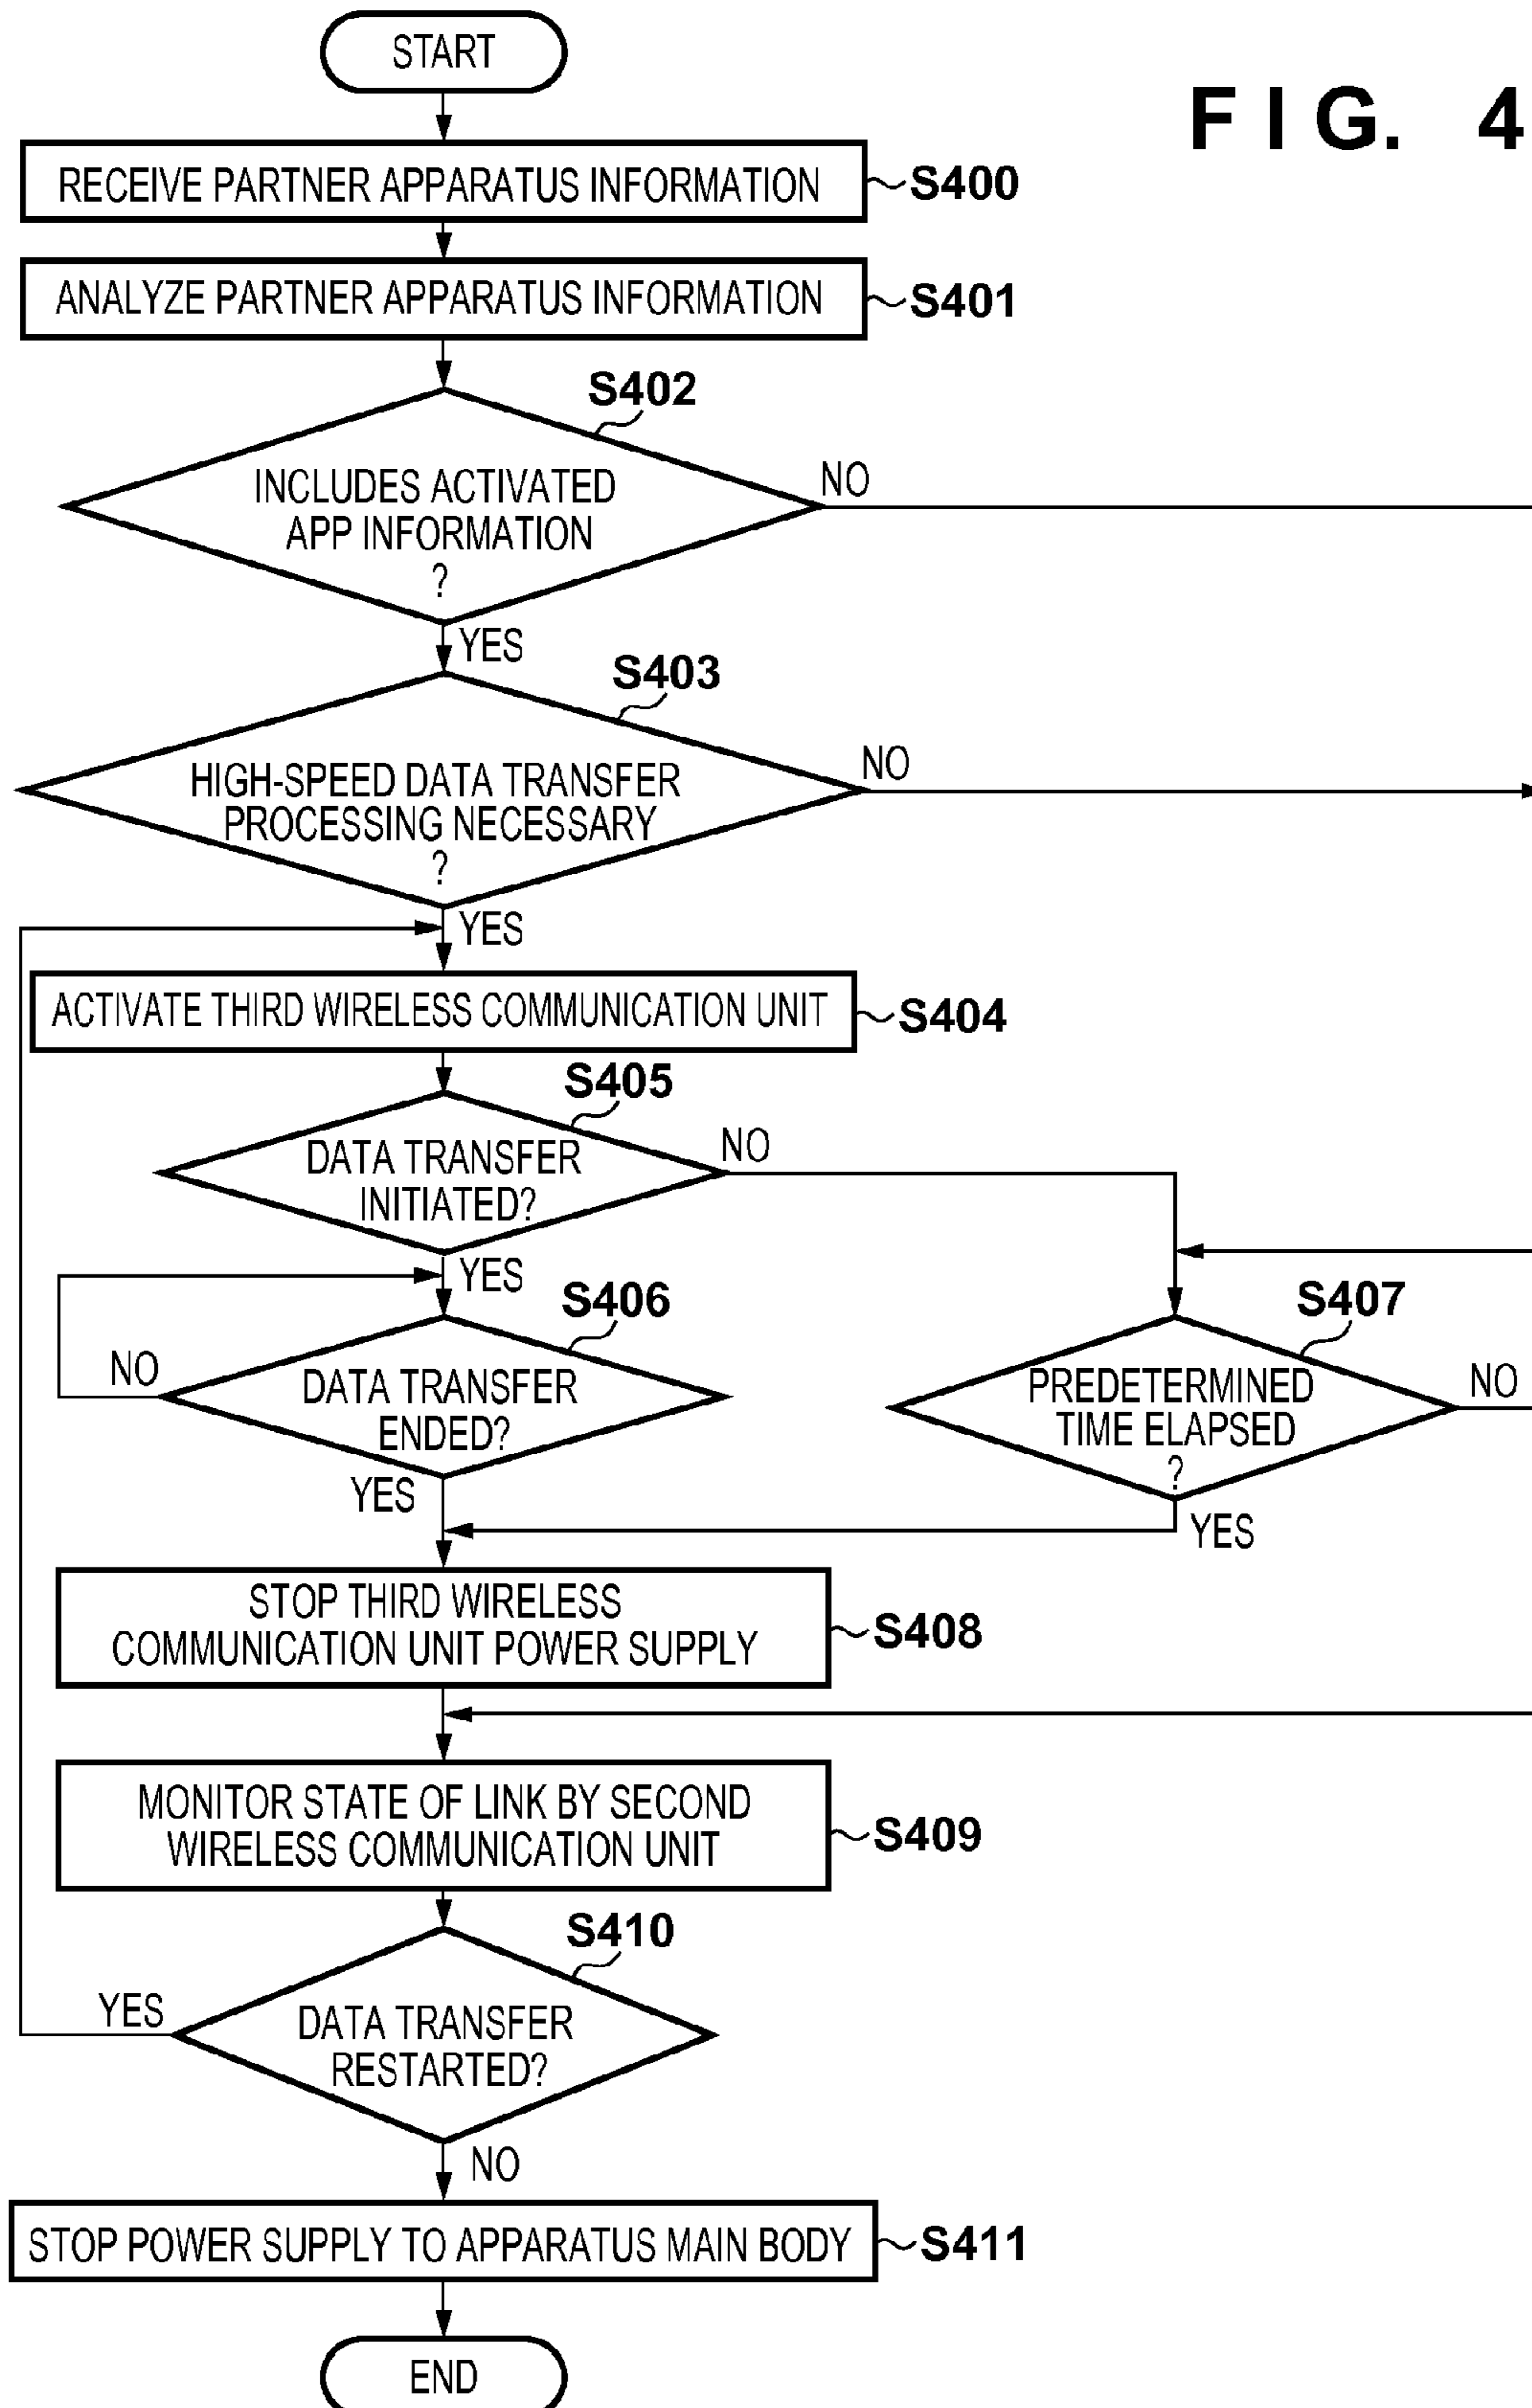 START
FIG. 4
RECEIVE PARTNER APPARATUS INFORMATION
S400
ANALYZE PARTNER APPARATUS INFORMATION
S401
S402
INCLUDES ACTIVATED
APP INFORMATION
?
NO
YES
S403
HIGH-SPEED DATA TRANSFER
PROCESSING NECESSARY
?
NO
YES
ACTIVATE THIRD WIRELESS COMMUNICATION UNIT
S404
S405
DATA TRANSFER
INITIATED?
NO
YES
S406
DATA TRANSFER
ENDED?
NO
YES
S407
PREDETERMINED
TIME ELAPSED
?
NO
YES
STOP THIRD WIRELESS
COMMUNICATION UNIT POWER SUPPLY
S408
MONITOR STATE OF LINK BY SECOND
WIRELESS COMMUNICATION UNIT
S409
S410
DATA TRANSFER
RESTARTED?
YES
NO
STOP POWER SUPPLY TO APPARATUS MAIN BODY
S411
END